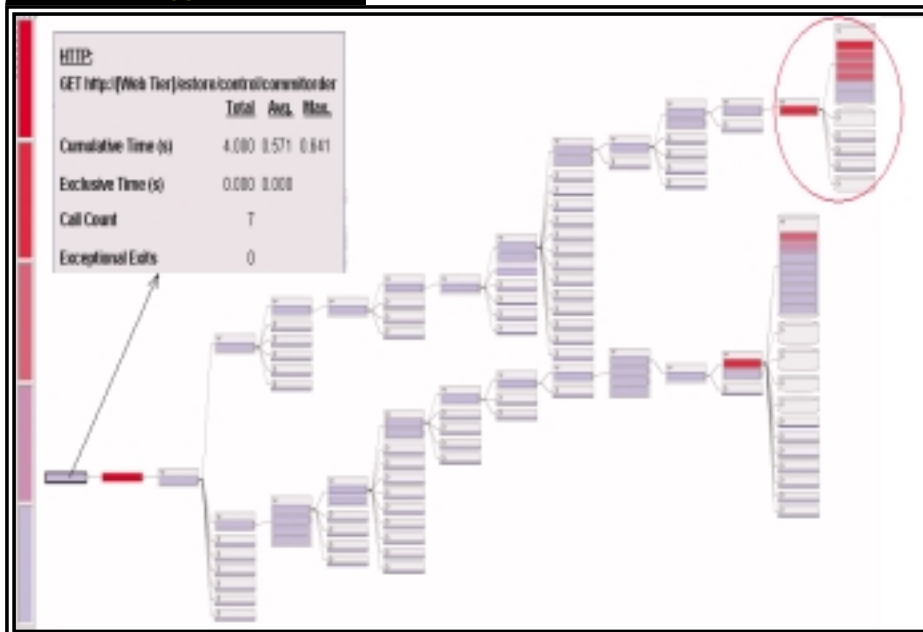 HTTP:
GET http://[Web Tier]/estore/control/commitorder
Total Avg. Max.
Cumulative Time (s) 4.000 0.571 0.641
Exclusive Time (s) 0.000 0.000
Call Count 7
Exceptional Exits 0